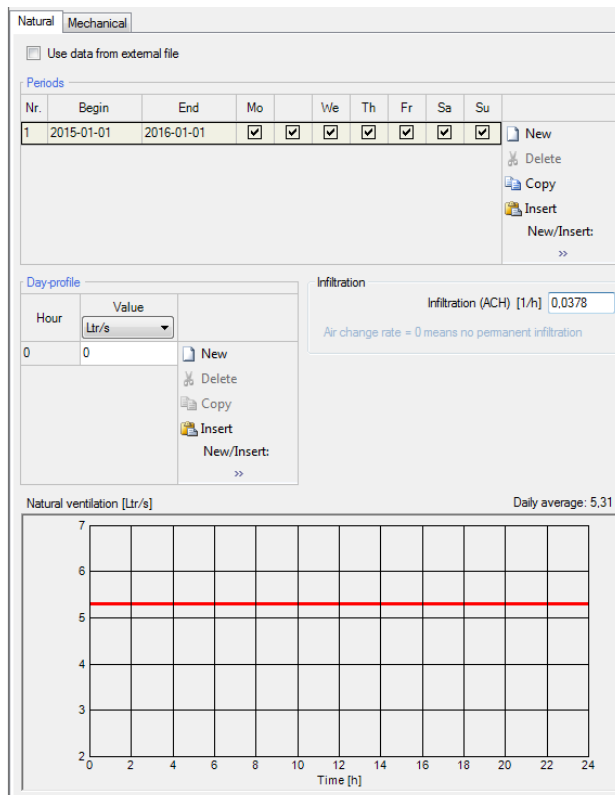 Natural Mechanical
Use data from external file
Periods
Nr. Begin End Mo We Th Fr Sa Su
1 2015-01-01 2016-01-01
New
Delete
Copy
Insert
New/Insert:
>>
Day-profile
Hour Value
Ltr/s
0 0
New
Delete
Copy
Insert
New/Insert:
>>
Infiltration
Infiltration (ACH) [1/h] 0,0378
Air change rate = 0 means no permanent infiltration
Natural ventilation [Ltr/s] Daily average: 5,31
7
6
5
4
3
2
0 2 4 6 8 10 12 14 16 18 20 22 24
Time [h]